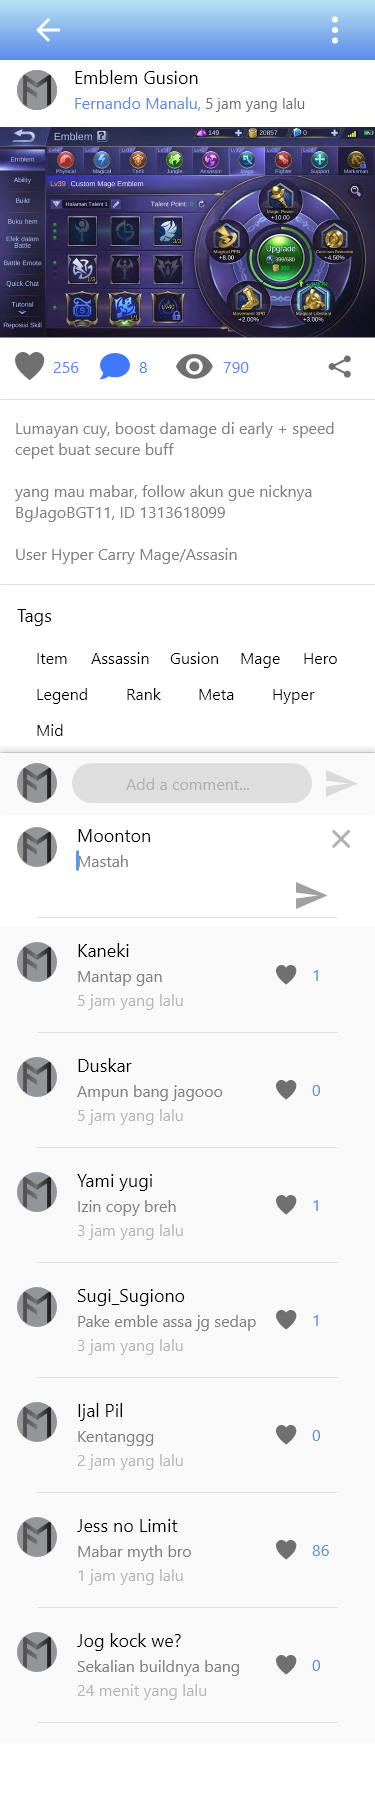 Emblem Gusion
Fernando Manalu, 5 jam yang lalu
Emblem ?
149
20857
0
Emblem
Ability
Build
Buku Item
Efek dalam Battle
Battle Emote
Quick Chat
Tutorial
Reposisi Skill
Physical
Magical
Tank
Jungle
Assassin
Mage
Fighter
Support
Marksman
Lv39 Custom Mage Emblem
Halaman Talent 1
Talent Point: 0
3/3
1/3
Lv40
Magic Power
+10.00
Magical PEN
+8.00
+4.50%
Upgrade
399/680
Movement SPD
+2.00%
Magical Lifesteal
+3.00%
256
8
790
Lumayan cuy, boost damage di early + speed
cepet buat secure buff
yang mau mabar, follow akun gue nicknya
BgJagoBGT11, ID 1313618099
User Hyper Carry Mage/Assasin
Tags
Item Assassin Gusion Mage Hero
Legend Rank Meta Hyper
Mid
Add a comment...
Moonton
Mastah
Kaneki
Mantap gan
1
5 jam yang lalu
Duskar
Ampun bang jagooo
0
5 jam yang lalu
Yami yugi
Izin copy breh
1
3 jam yang lalu
Sugi_Sugiono
Pake emble assa jg sedap
1
3 jam yang lalu
Ijal Pil
Kentanggg
0
2 jam yang lalu
Jess no Limit
Mabar myth bro
86
1 jam yang lalu
Jog kock we?
Sekalian buildnya bang
0
24 menit yang lalu